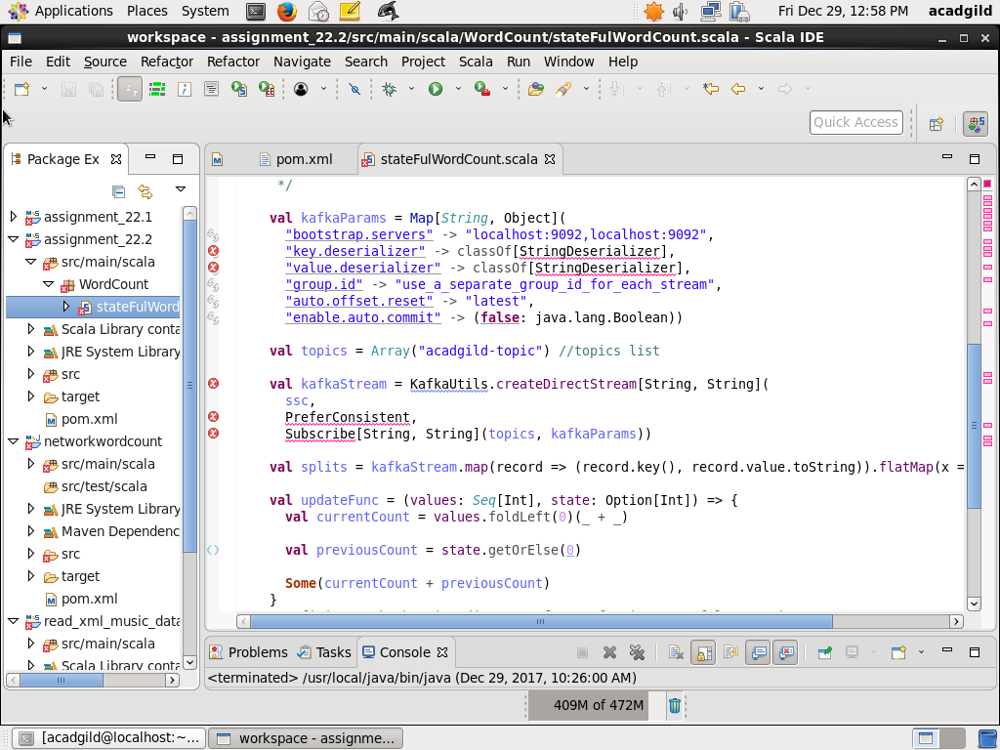 Applications Places System Fri Dec 29, 12:58 PM acadgild
workspace - assignment_22.2/src/main/scala/WordCount/stateFulWordCount.scala - Scala IDE
File Edit Source Refactor Refactor Navigate Search Project Scala Run Window Help
Quick Access
Package Ex
assignment_22.1
assignment_22.2
src/main/scala
WordCount
stateFulWord
Scala Library conta
JRE System Library
src
target
pom.xml
networkwordcount
src/main/scala
src/test/scala
JRE System Library
Maven Dependenc
src
target
pom.xml
read_xml_music_data
src/main/scala
Scala Library conta
pom.xml stateFulWordCount.scala
*/
val kafkaParams = Map[String, Object](
"bootstrap.servers" -> "localhost:9092,localhost:9092",
"key.deserializer" -> classOf[StringDeserializer],
"value.deserializer" -> classOf[StringDeserializer],
"group.id" -> "use_a_separate_group_id_for_each_stream",
"auto.offset.reset" -> "latest",
"enable.auto.commit" -> (false: java.lang.Boolean))
val topics = Array("acadgild-topic") //topics list
val kafkaStream = KafkaUtils.createDirectStream[String, String](
ssc,
PreferConsistent,
Subscribe[String, String](topics, kafkaParams))
val splits = kafkaStream.map(record => (record.key(), record.value.toString)).flatMap(x =
val updateFunc = (values: Seq[Int], state: Option[Int]) => {
val currentCount = values.foldLeft(0)(_ + _)
val previousCount = state.getOrElse(0)
Some(currentCount + previousCount)
}
Problems Tasks Console
<terminated> /usr/local/java/bin/java (Dec 29, 2017, 10:26:00 AM)
409M of 472M
[acadgild@localhost:~... workspace - assignme...